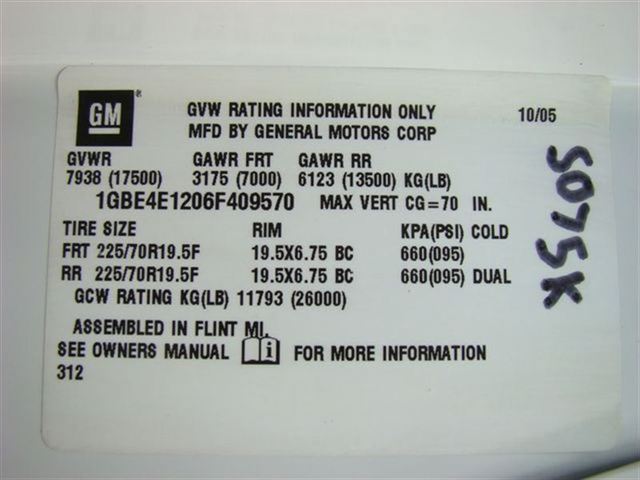 GM® GVW RATING INFORMATION ONLY 10/05
MFD BY GENERAL MOTORS CORP
GVWR GAWR FRT GAWR RR
7938 (17500) 3175 (7000) 6123 (13500) KG(LB)
1GBE4E1206F409570 MAX VERT CG=70 IN.
TIRE SIZE RIM KPA(PSI) COLD
FRT 225/70R19.5F 19.5X6.75 BC 660(095)
RR 225/70R19.5F 19.5X6.75 BC 660(095) DUAL
GCW RATING KG(LB) 11793 (26000)
ASSEMBLED IN FLINT MI.
SEE OWNERS MANUAL i FOR MORE INFORMATION
312
5075K